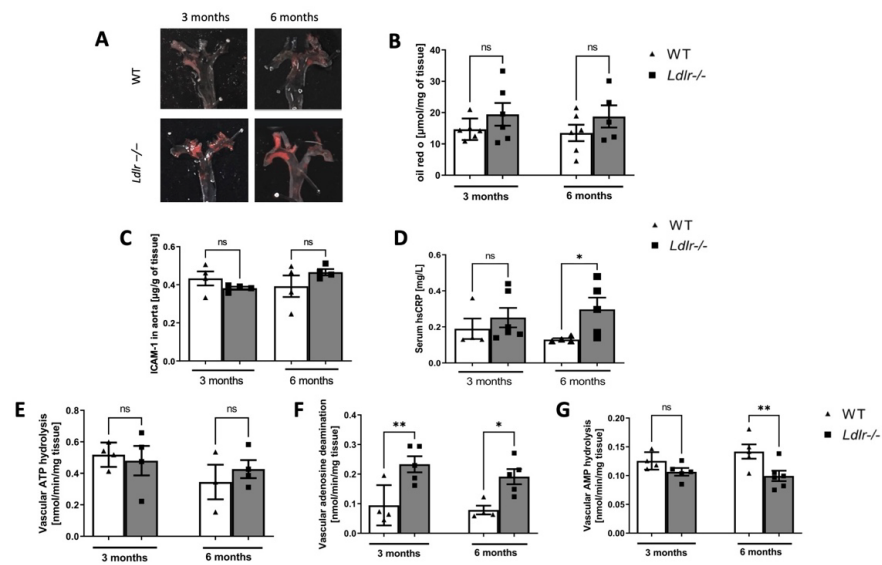 3 months 6 months
A
WT
Ldlr −/−
B
oil red o [µmol/mg of tissue]
40
30
20
10
0
ns
ns
3 months
6 months
WT
Ldlr-/-
C
ICAM-1 in aorta [µg/g of tissue]
0.6
0.4
0.2
0.0
ns
ns
3 months
6 months
D
Serum hsCRP [mg/L]
0.6
0.4
0.2
0.0
ns
*
3 months
6 months
WT
Ldlr-/-
E
Vascular ATP hydrolysis
[nmol/min/mg tissue]
0.8
0.6
0.4
0.2
0.0
ns
ns
3 months
6 months
F
Vascular adenosine deamination
[nmol/min/mg tissue]
0.4
0.3
0.2
0.1
0.0
**
*
3 months
6 months
G
Vascular AMP hydrolysis
[nmol/min/mg tissue]
0.20
0.15
0.10
0.05
0.00
ns
**
3 months
6 months
WT
Ldlr-/-